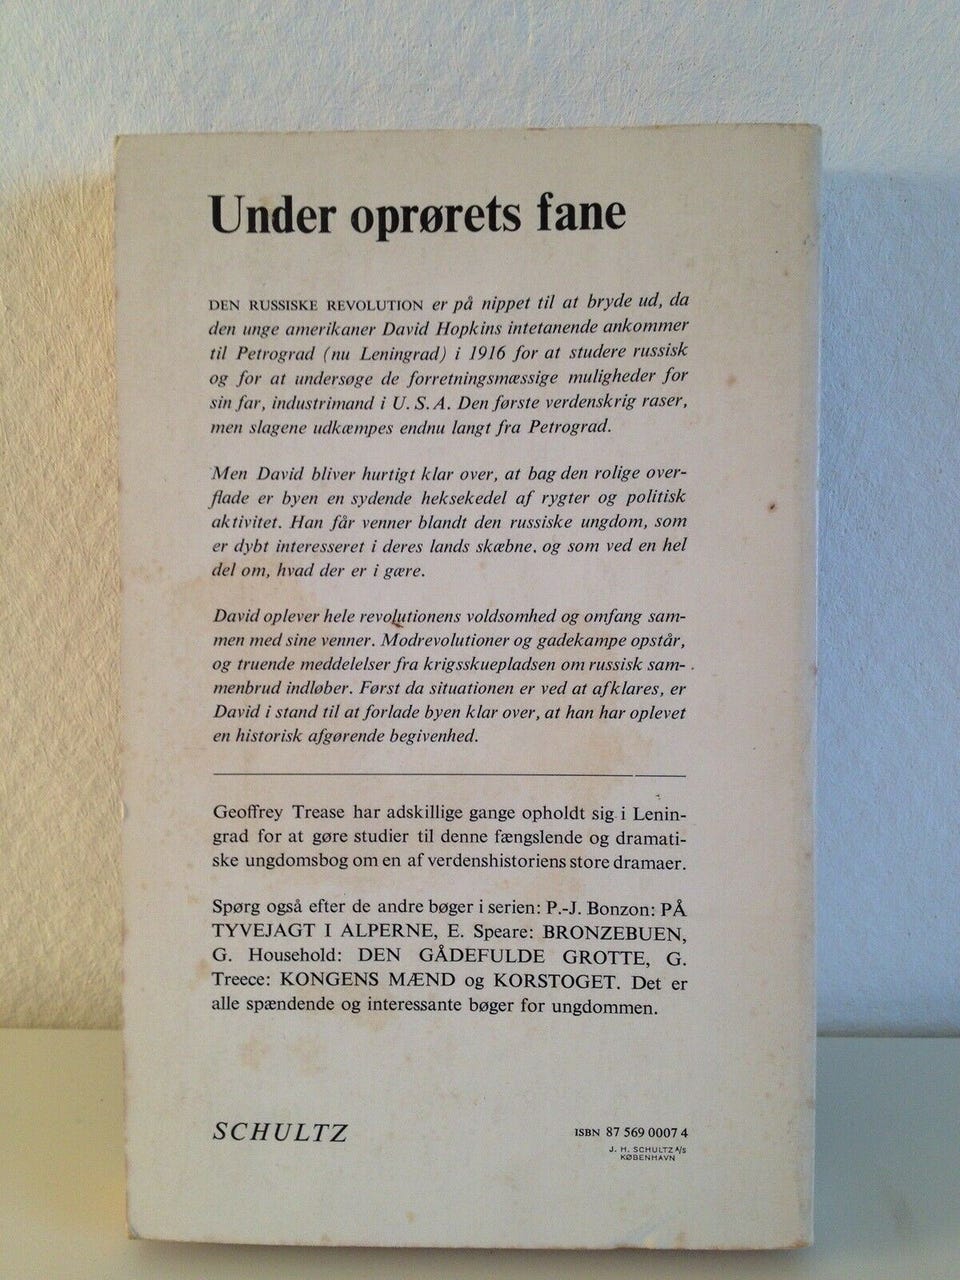 Under oprørets fane
DEN RUSSISKE REVOLUTION er på nippet til at bryde ud, da
den unge amerikaner David Hopkins intetanende ankommer
til Petrograd (nu Leningrad) i 1916 for at studere russisk
og for at undersøge de forretningsmæssige muligheder for
sin far, industrimand i U. S. A. Den første verdenskrig raser,
men slagene udkæmpes endnu langt fra Petrograd.
Men David bliver hurtigt klar over, at bag den rolige over-
flade er byen en sydende heksekedel af rygter og politisk
aktivitet. Han får venner blandt den russiske ungdom, som
er dybt interesseret i deres lands skæbne, og som ved en hel
del om, hvad der er i gære.
David oplever hele revolutionens voldsomhed og omfang sam-
men med sine venner. Modrevolutioner og gadekampe opstår,
og truende meddelelser fra krigsskuepladsen om russisk sam-
menbrud indløber. Først da situationen er ved at afklares, er
David i stand til at forlade byen klar over, at han har oplevet
en historisk afgørende begivenhed.
Geoffrey Trease har adskillige gange opholdt sig i Lenin-
grad for at gøre studier til denne fængslende og dramati-
ske ungdomsbog om en af verdenshistoriens store dramaer.
Spørg også efter de andre bøger i serien: P.-J. Bonzon: PÅ
TYVEJAGT I ALPERNE, E. Speare: BRONZEBUEN,
G. Household: DEN GÅDEFULDE GROTTE, G.
Treece: KONGENS MÆND og KORSTOGET. Det er
alle spændende og interessante bøger for ungdommen.
SCHULTZ
ISBN 87 569 0007 4
J. H. SCHULTZ A/S
KØBENHAVN